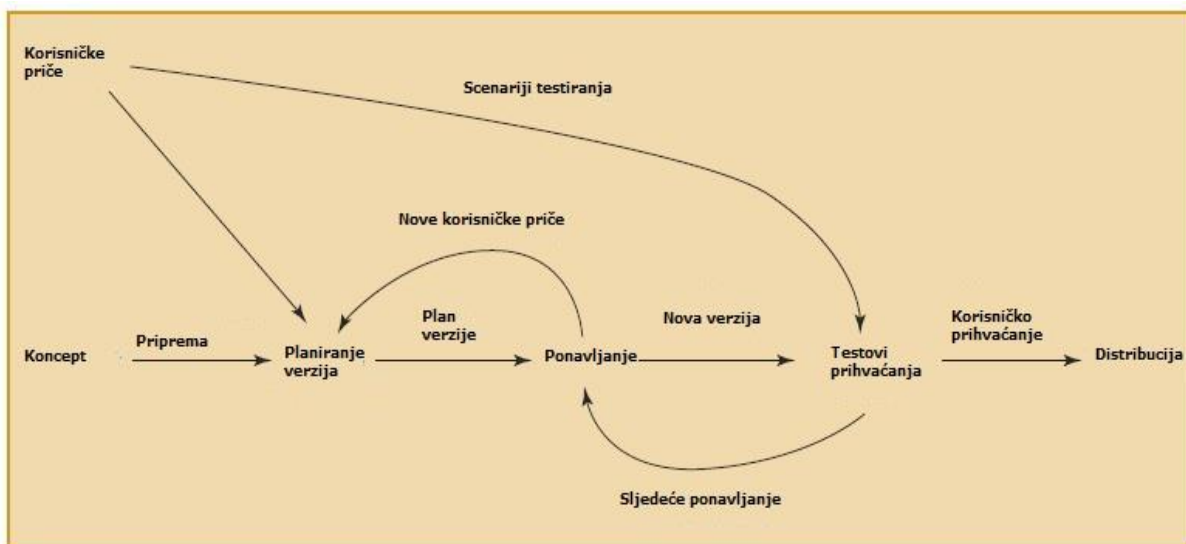 Korisničke
priče
Scenariji testiranja
Nove korisničke priče
Plan
verzije
Nova verzija
Korisničko
prihvaćanje
Priprema
Koncept
Planiranje
verzija
Ponavljanje
Testovi
prihvaćanja
Distribucija
Sljedeće ponavljanje